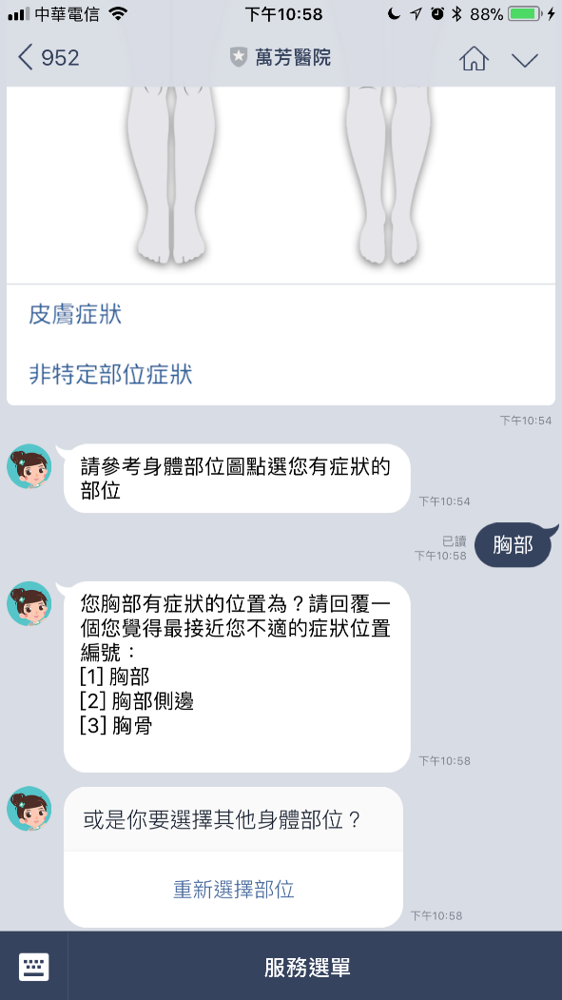 中華電信
下午10:58
88%
952
萬芳醫院
皮膚症狀
非特定部位症狀
下午10:54
請參考身體部位圖點選您有症狀的
部位
下午10:54
已讀
下午10:58
胸部
您胸部有症狀的位置為？請回覆一
個您覺得最接近您不適的症狀位置
編號：
[1] 胸部
[2] 胸部側邊
[3] 胸骨
下午10:58
或是你要選擇其他身體部位？
重新選擇部位
下午10:58
服務選單